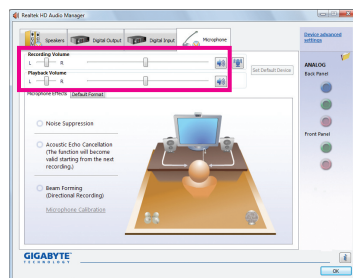 Realtek HD Audio Manager
Speakers
Digital Output
Digital Input
Microphone
Device advanced settings
Recording Volume
L
R
Playback Volume
L
R
Set Default Device
Microphone Effects
Default Format
Noise Suppression
Acoustic Echo Cancellation
(The function will become
valid starting from the next
recording.)
Beam Forming
(Directional Recording)
Microphone Calibration
ANALOG
Back Panel
Front Panel
GIGABYTE
TECHNOLOGY
OK